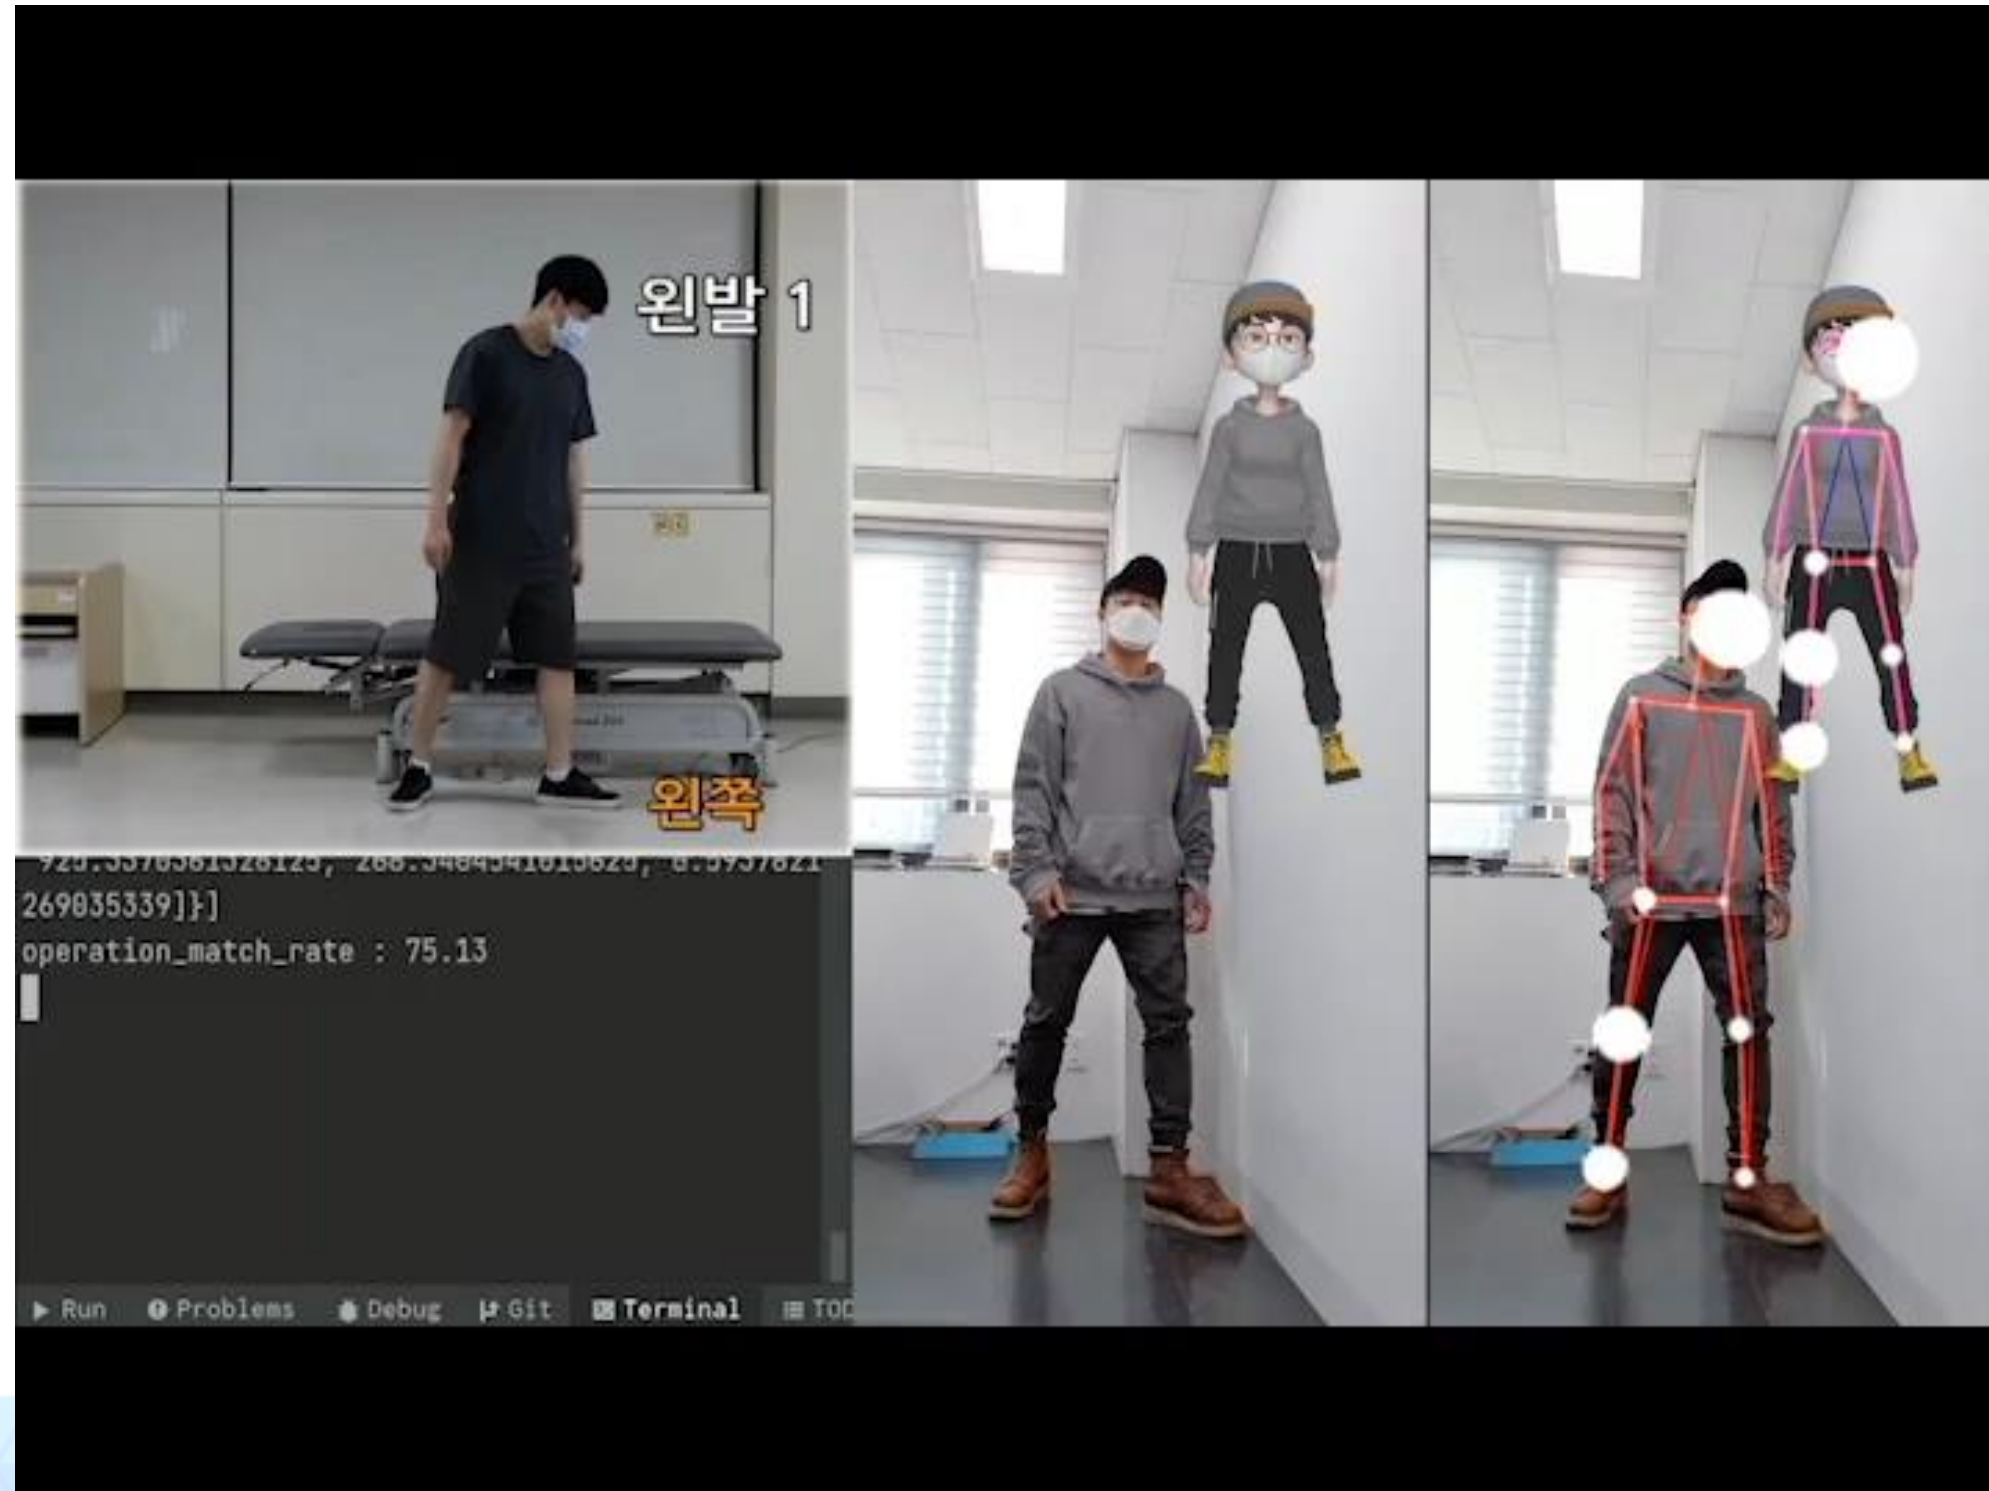 왼발 1
왼쪽
269035339]}]
operation_match_rate : 75.13
Run Problems Debug Git Terminal